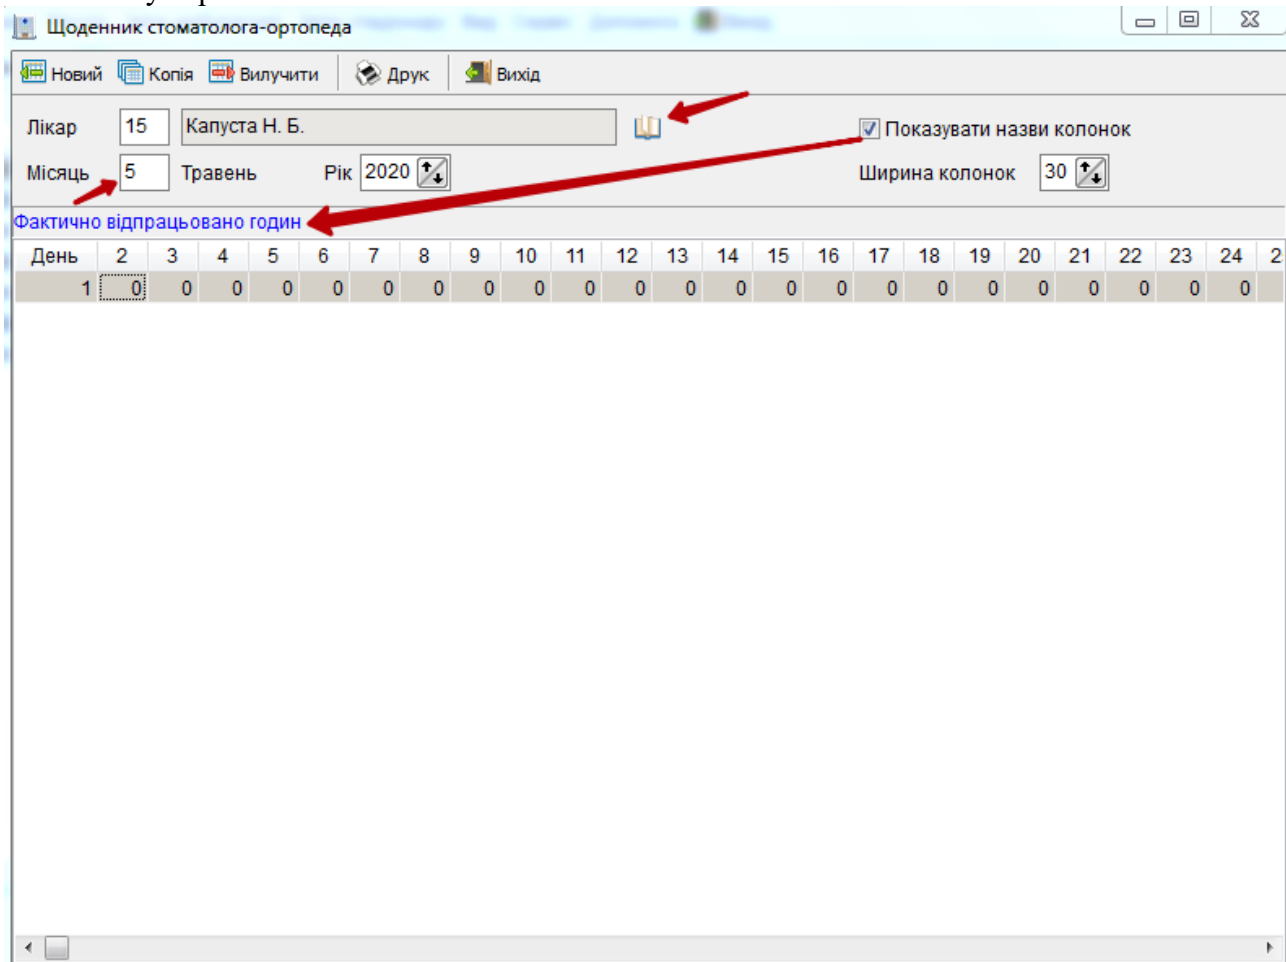 Щоденник стоматолога-ортопеда
Новий Копія Вилучити Друк Вихід
Лікар 15 Капуста Н. Б. Показувати назви колонок
Місяць 5 Травень Рік 2020 Ширина колонок 30
Фактично відпрацьовано годин
День 2 3 4 5 6 7 8 9 10 11 12 13 14 15 16 17 18 19 20 21 22 23 24 2
1 0 0 0 0 0 0 0 0 0 0 0 0 0 0 0 0 0 0 0 0 0 0 0